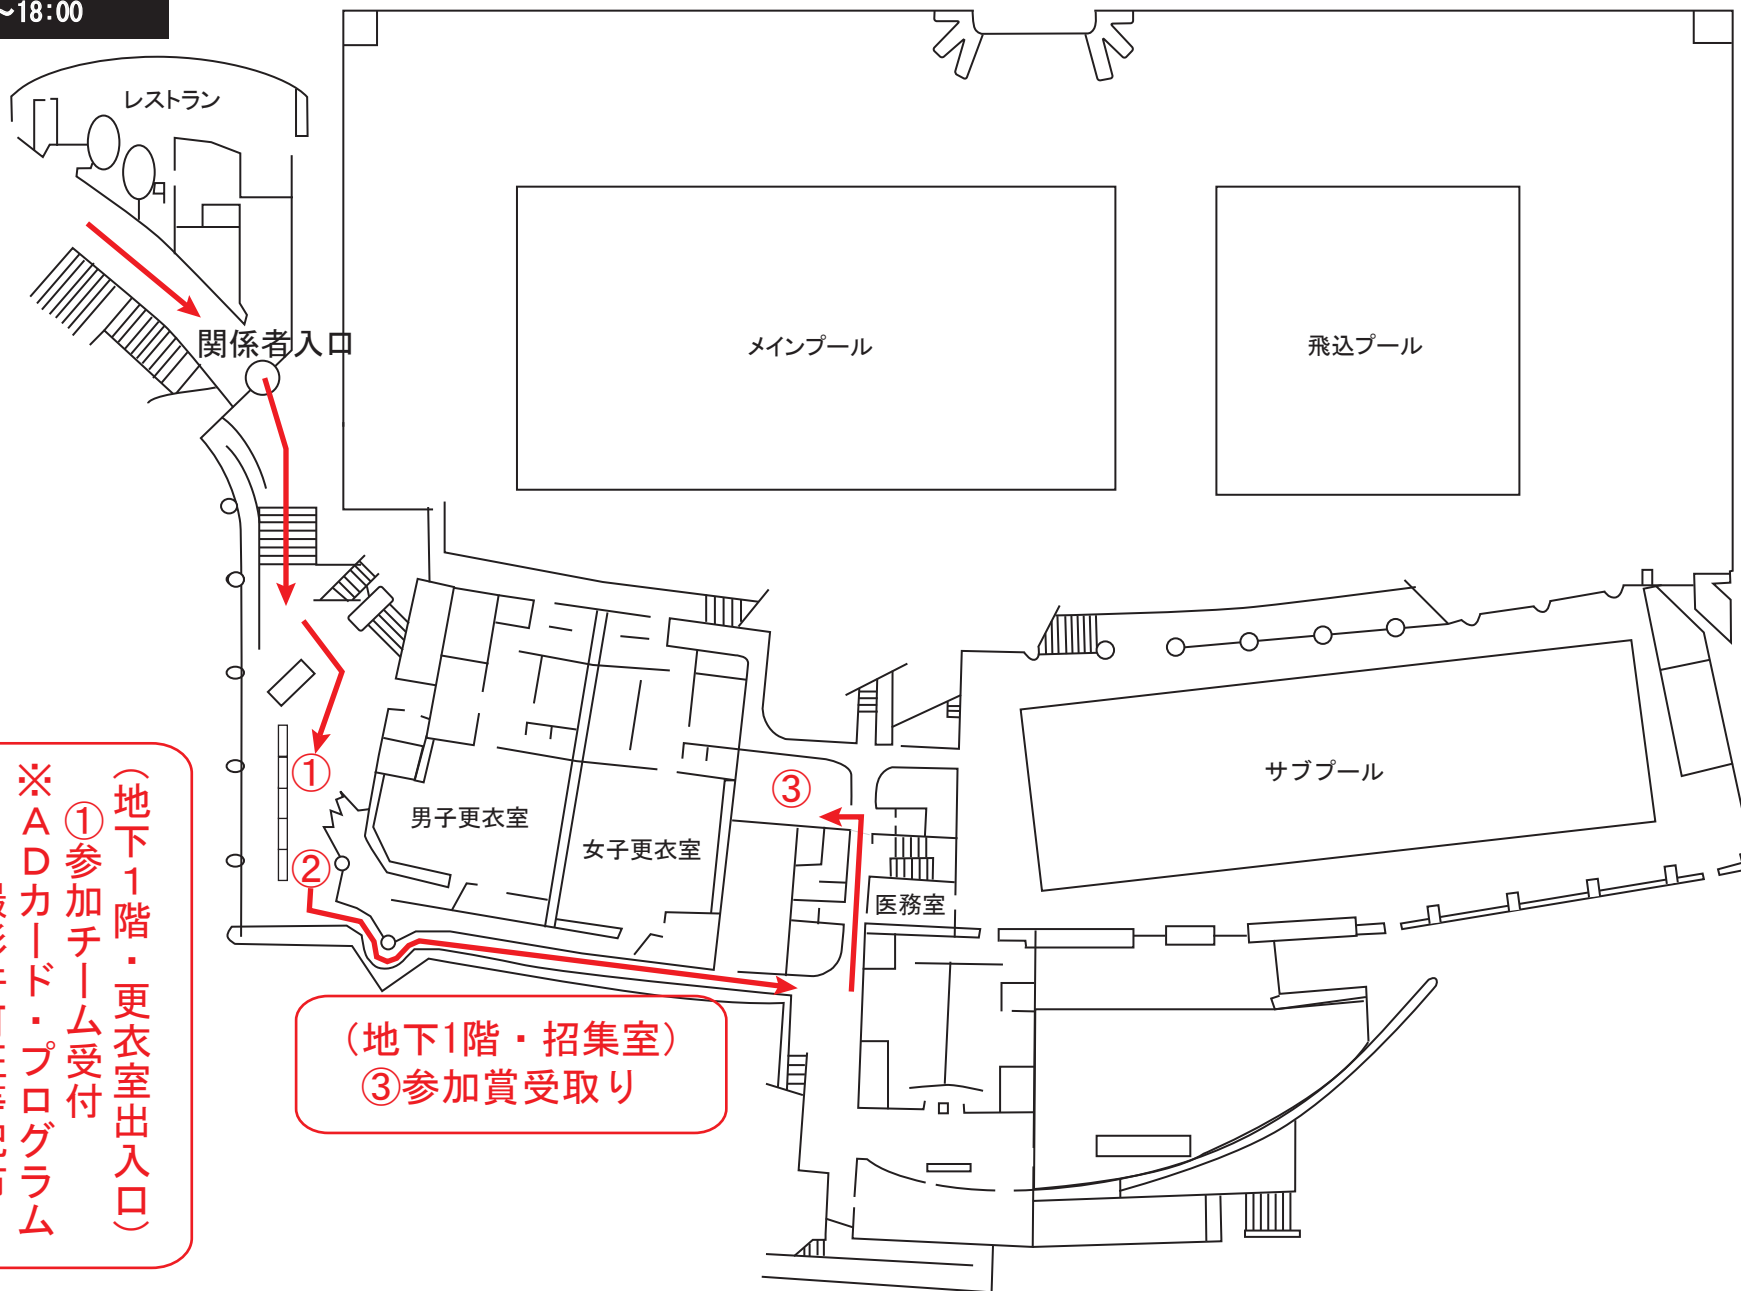 ～18:00
レストラン
関係者入口
メインプール
飛込プール
サブプール
男子更衣室
女子更衣室
医務室
①
②
③
（地下1階・更衣室出入口）
①参加チーム受付
※ＡＤカード・プログラム
（地下1階・招集室）
③参加賞受取り